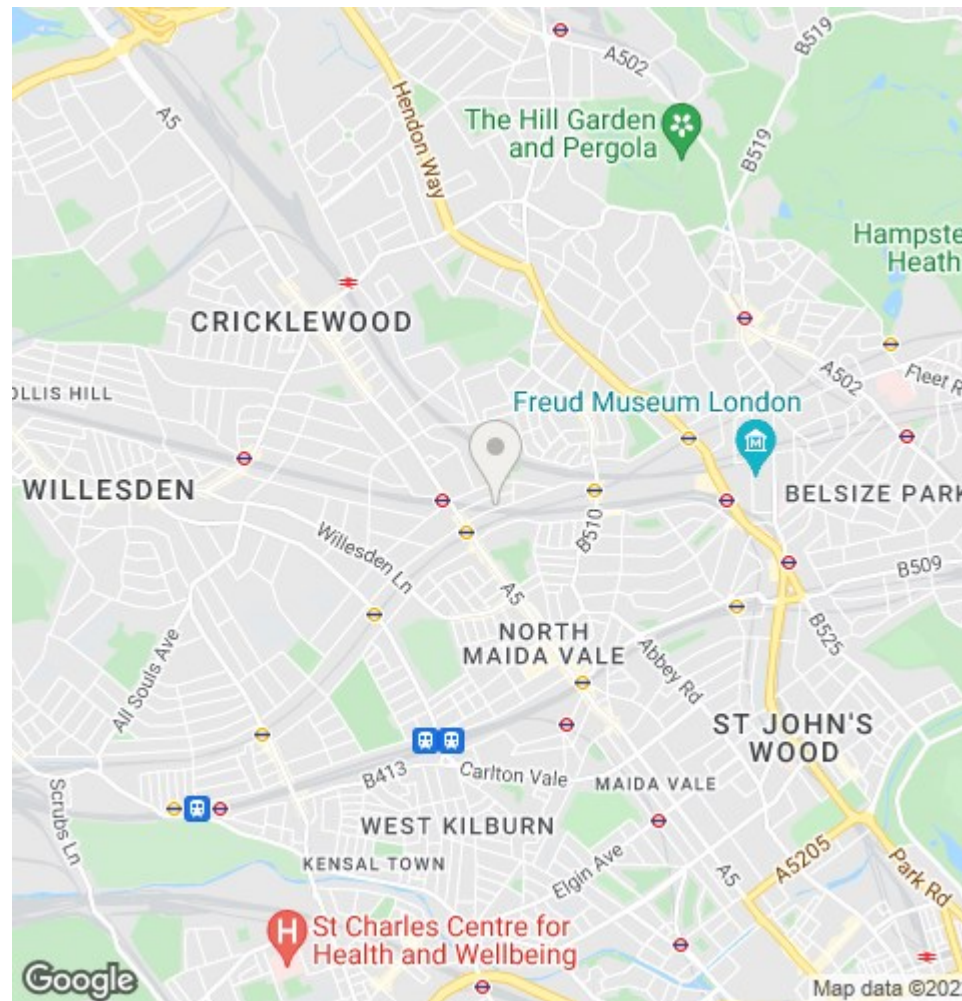 B519
A502
A5
Hendon Way
The Hill Garden
and Pergola
B519
Hampste
Heath
CRICKLEWOOD
A502
Fleet R
OLLIS HILL
Freud Museum London
M
WILLESDEN
BELSIZE PARK
B510
Willesden Ln
B509
A5
NORTH
MAIDA VALE
Abbey Rd
B525
All Souls Ave
ST JOHN'S
WOOD
B413
Carlton Vale
MAIDA VALE
Scrubs Ln
WEST KILBURN
KENSAL TOWN
Elgin Ave
A5
A5205
Park Rd
H
St Charles Centre for
Health and Wellbeing
Google
Map data ©202